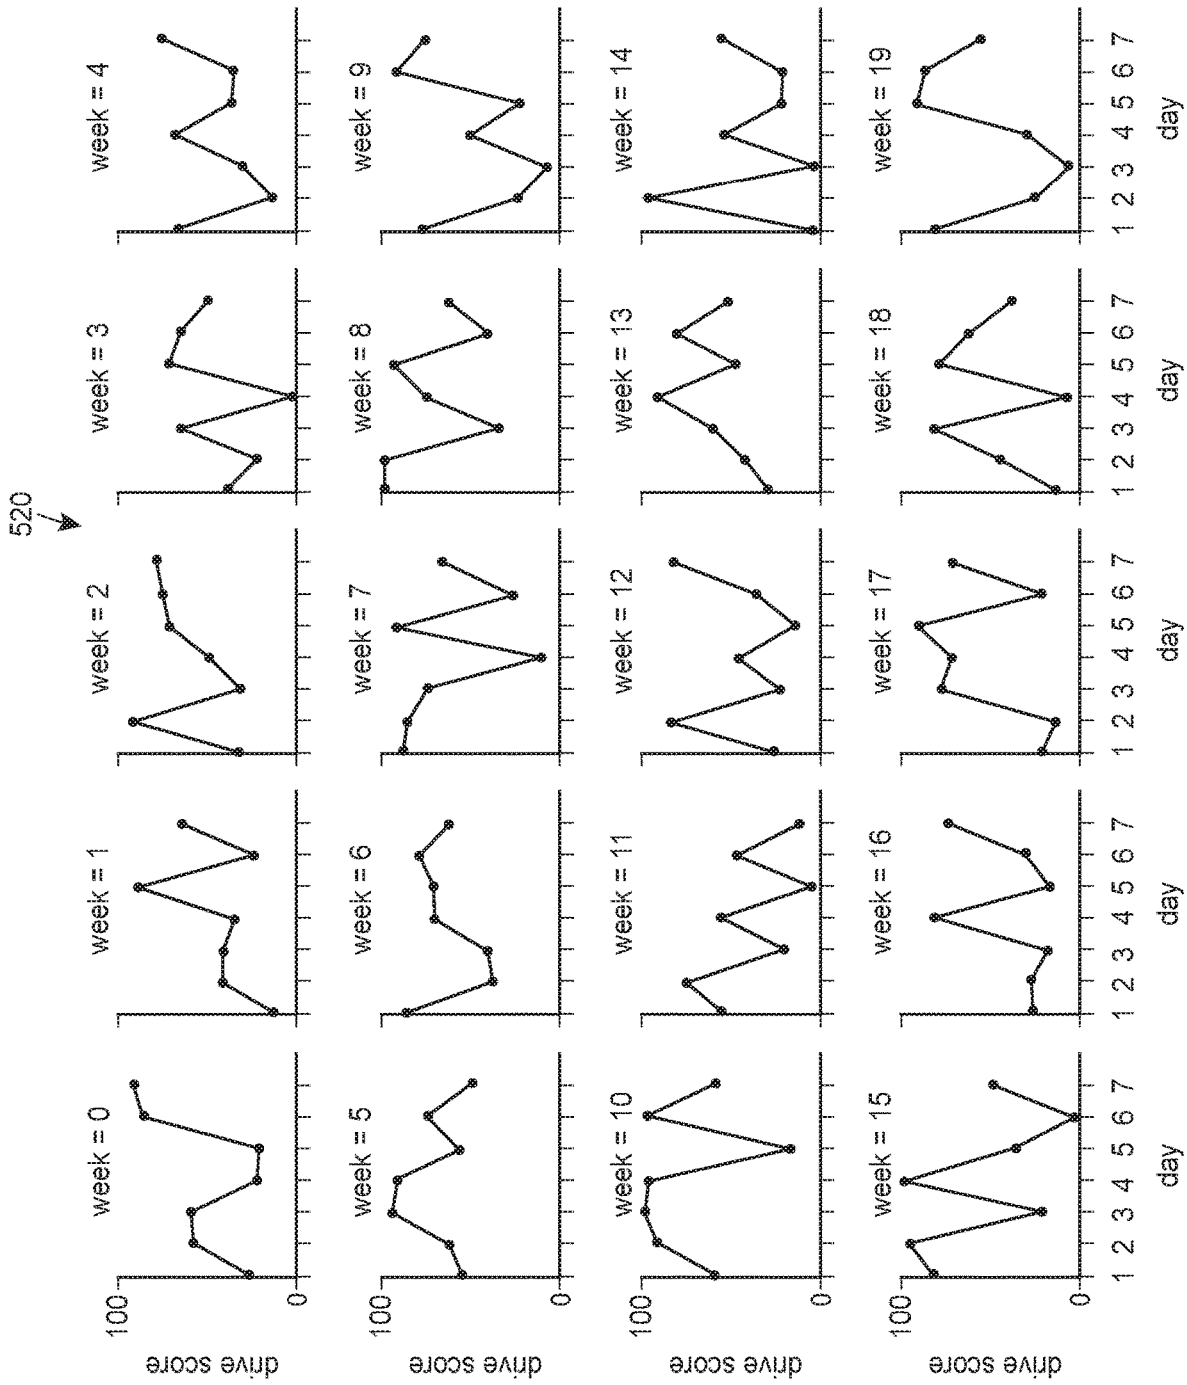 520
week = 0
week = 1
week = 2
week = 3
week = 4
100
0
drive score
week = 5
week = 6
week = 7
week = 8
week = 9
100
0
drive score
week = 10
week = 11
week = 12
week = 13
week = 14
100
0
drive score
week = 15
week = 16
week = 17
week = 18
week = 19
100
0
drive score
1 2 3 4 5 6 7
1 2 3 4 5 6 7
1 2 3 4 5 6 7
1 2 3 4 5 6 7
1 2 3 4 5 6 7
day
day
day
day
day